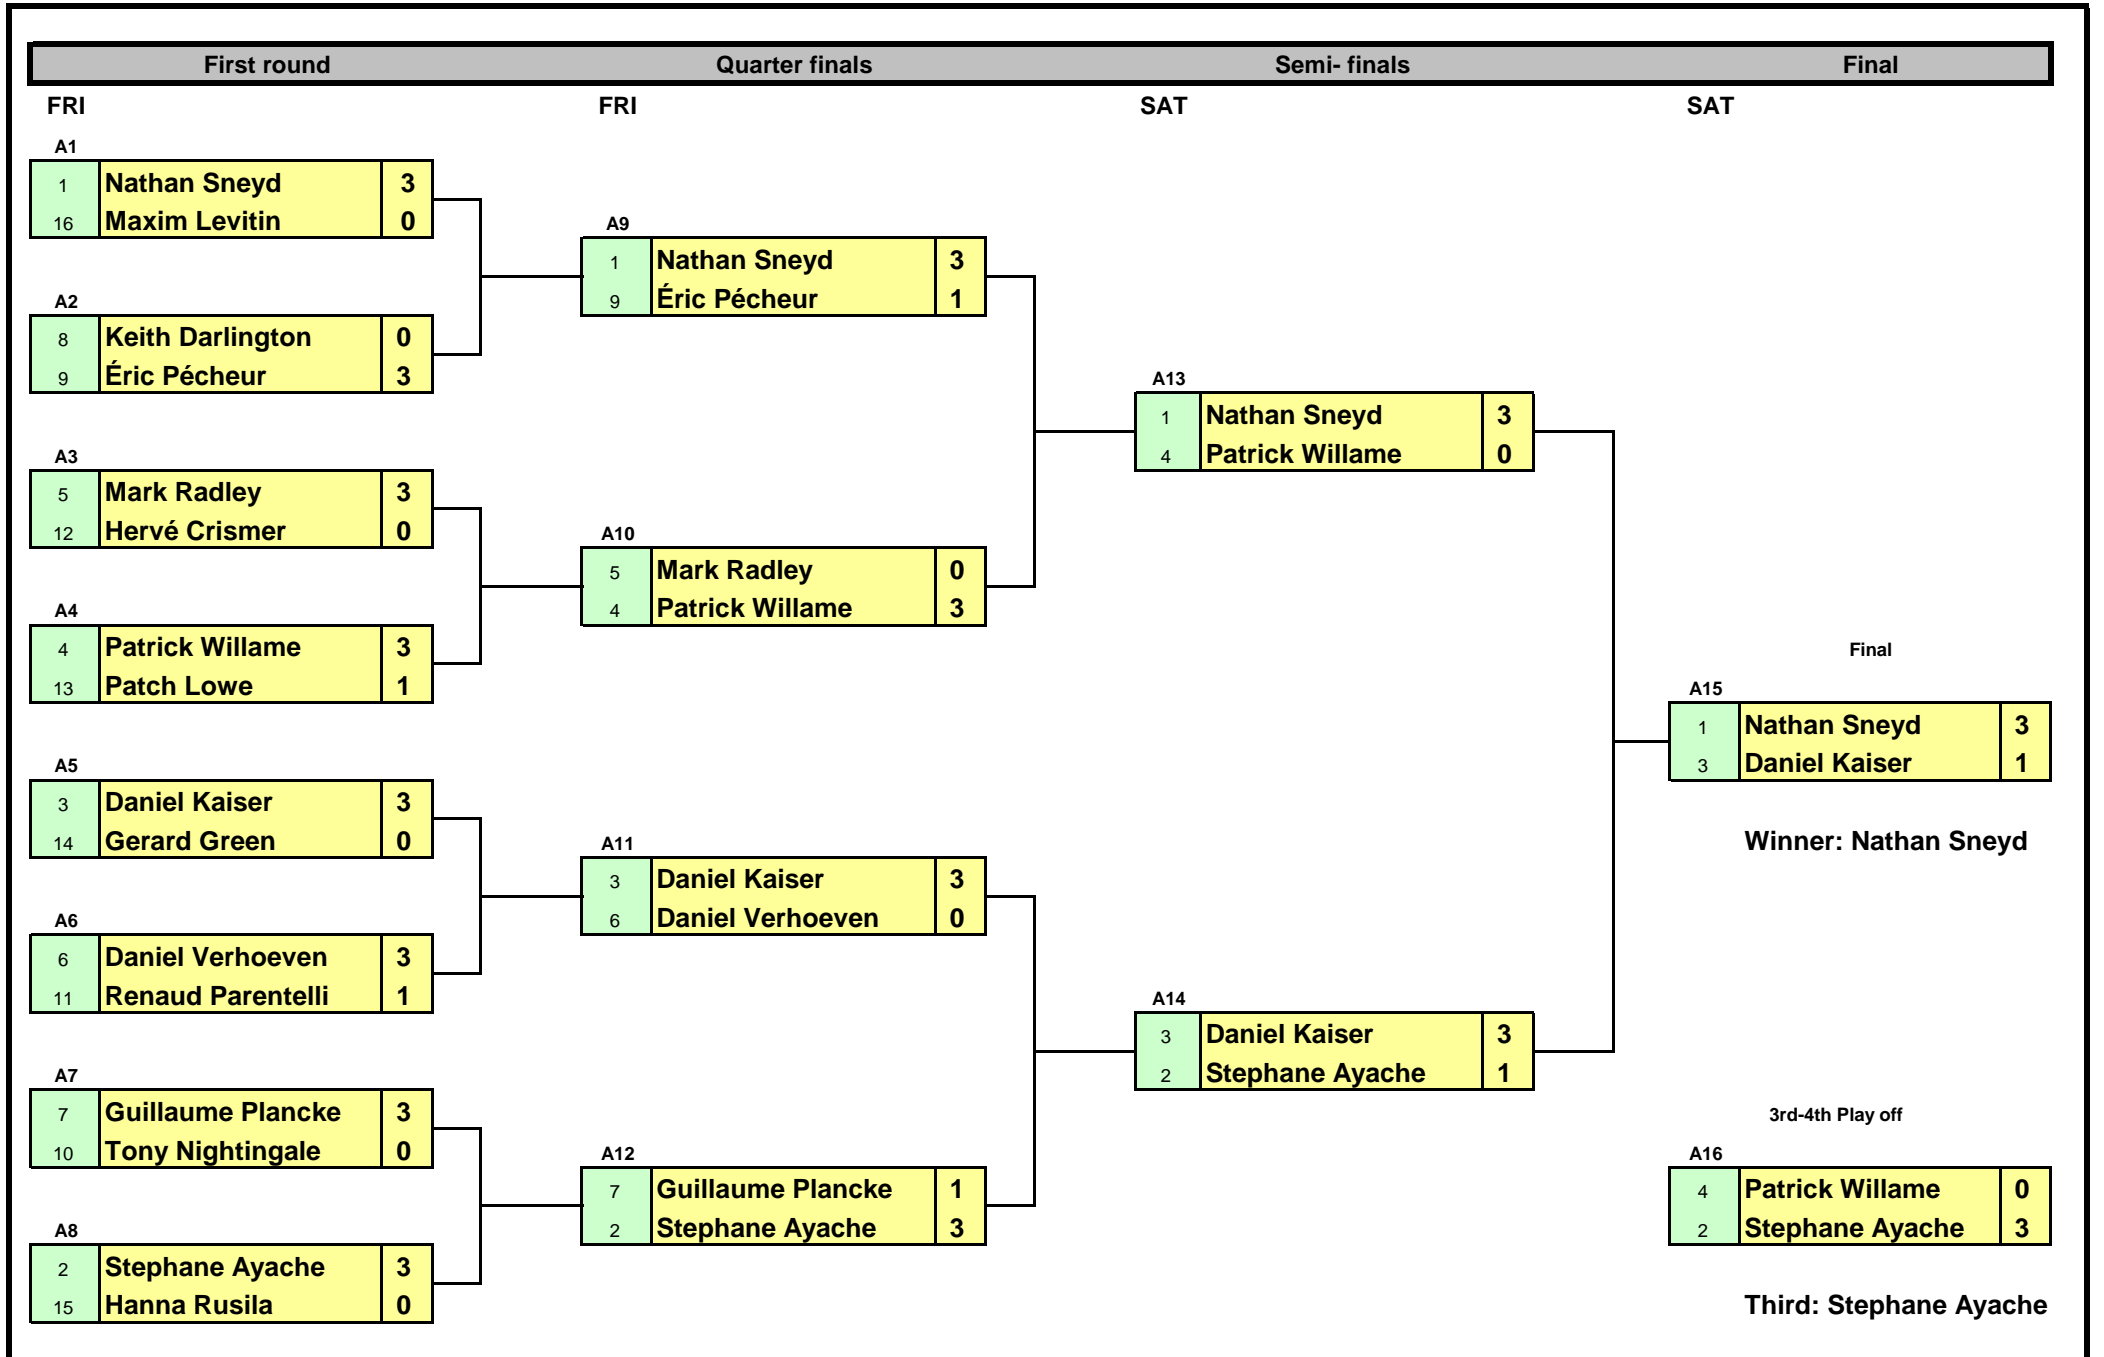 First round Quarter finals Semi- finals Final
FRI FRI SAT SAT
A1
1 Nathan Sneyd 3
16 Maxim Levitin 0
A2
8 Keith Darlington 0
9 Éric Pécheur 3
A3
5 Mark Radley 3
12 Hervé Crismer 0
A4
4 Patrick Willame 3
13 Patch Lowe 1
A5
3 Daniel Kaiser 3
14 Gerard Green 0
A6
6 Daniel Verhoeven 3
11 Renaud Parentelli 1
A7
7 Guillaume Plancke 3
10 Tony Nightingale 0
A8
2 Stephane Ayache 3
15 Hanna Rusila 0
A9
1 Nathan Sneyd 3
9 Éric Pécheur 1
A10
5 Mark Radley 0
4 Patrick Willame 3
A11
3 Daniel Kaiser 3
6 Daniel Verhoeven 0
A12
7 Guillaume Plancke 1
2 Stephane Ayache 3
A13
1 Nathan Sneyd 3
4 Patrick Willame 0
A14
3 Daniel Kaiser 3
2 Stephane Ayache 1
Final
A15
1 Nathan Sneyd 3
3 Daniel Kaiser 1
Winner: Nathan Sneyd
3rd-4th Play off
A16
4 Patrick Willame 0
2 Stephane Ayache 3
Third: Stephane Ayache